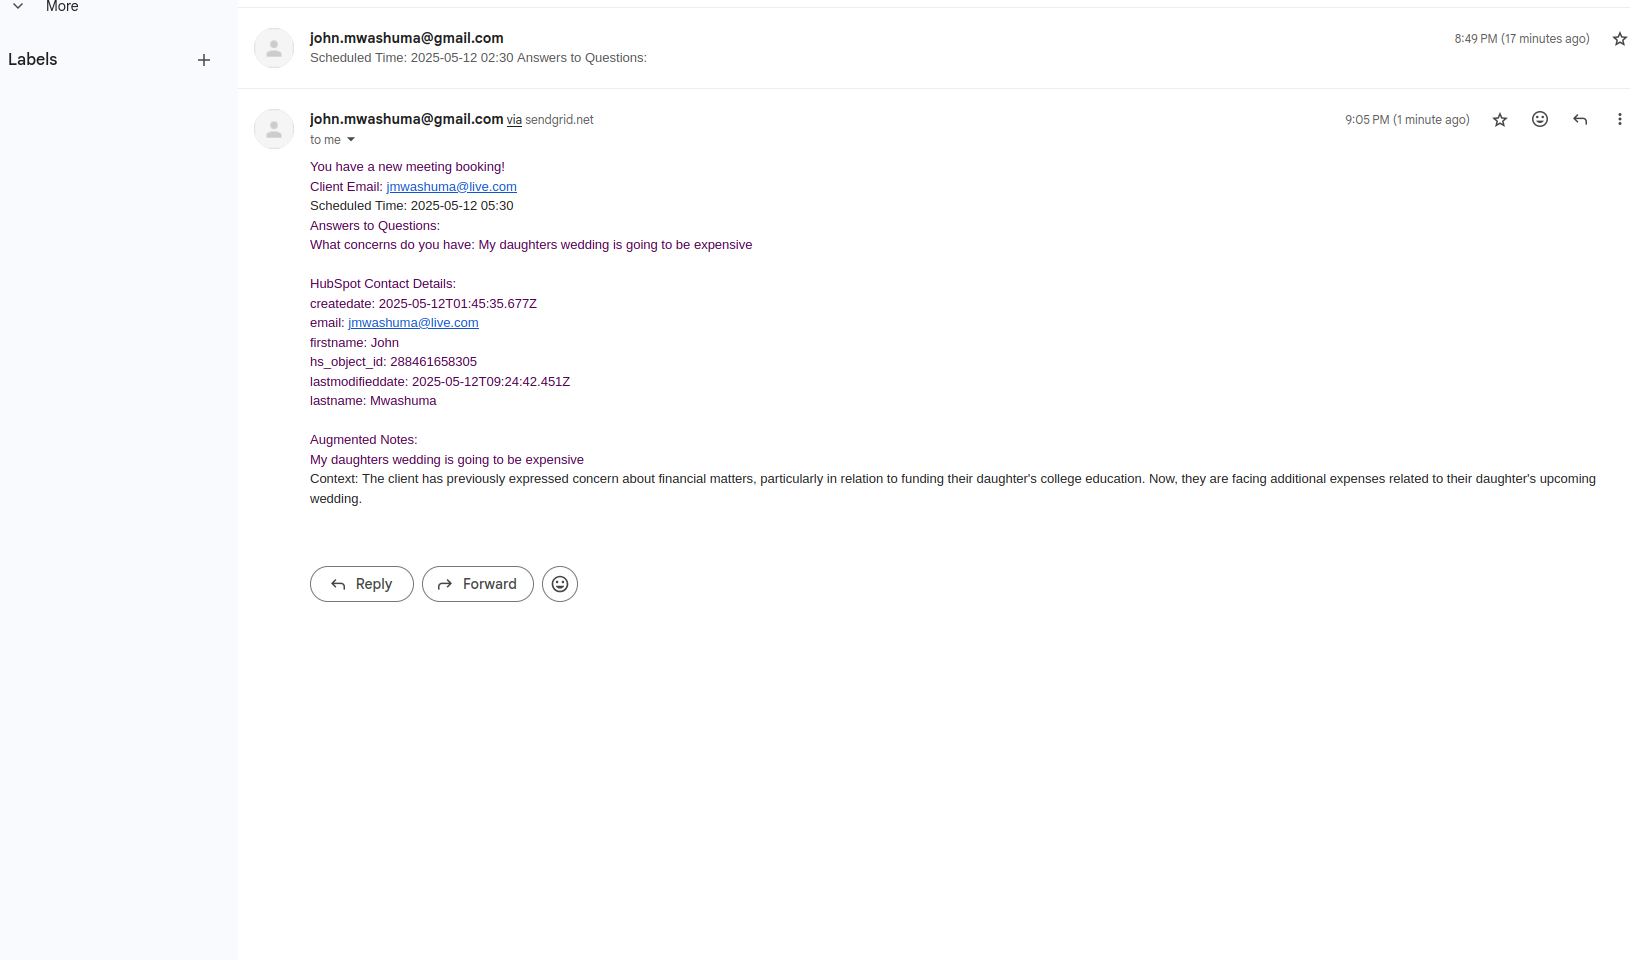 More
Labels
john.mwashuma@gmail.com 8:49 PM (17 minutes ago)
Scheduled Time: 2025-05-12 02:30 Answers to Questions:
john.mwashuma@gmail.com via sendgrid.net 9:05 PM (1 minute ago)
to me
You have a new meeting booking!
Client Email: jmwashuma@live.com
Scheduled Time: 2025-05-12 05:30
Answers to Questions:
What concerns do you have: My daughters wedding is going to be expensive
HubSpot Contact Details:
createdate: 2025-05-12T01:45:35.677Z
email: jmwashuma@live.com
firstname: John
hs_object_id: 288461658305
lastmodifieddate: 2025-05-12T09:24:42.451Z
lastname: Mwashuma
Augmented Notes:
My daughters wedding is going to be expensive
Context: The client has previously expressed concern about financial matters, particularly in relation to funding their daughter's college education. Now, they are facing additional expenses related to their daughter's upcoming
wedding.
Reply Forward